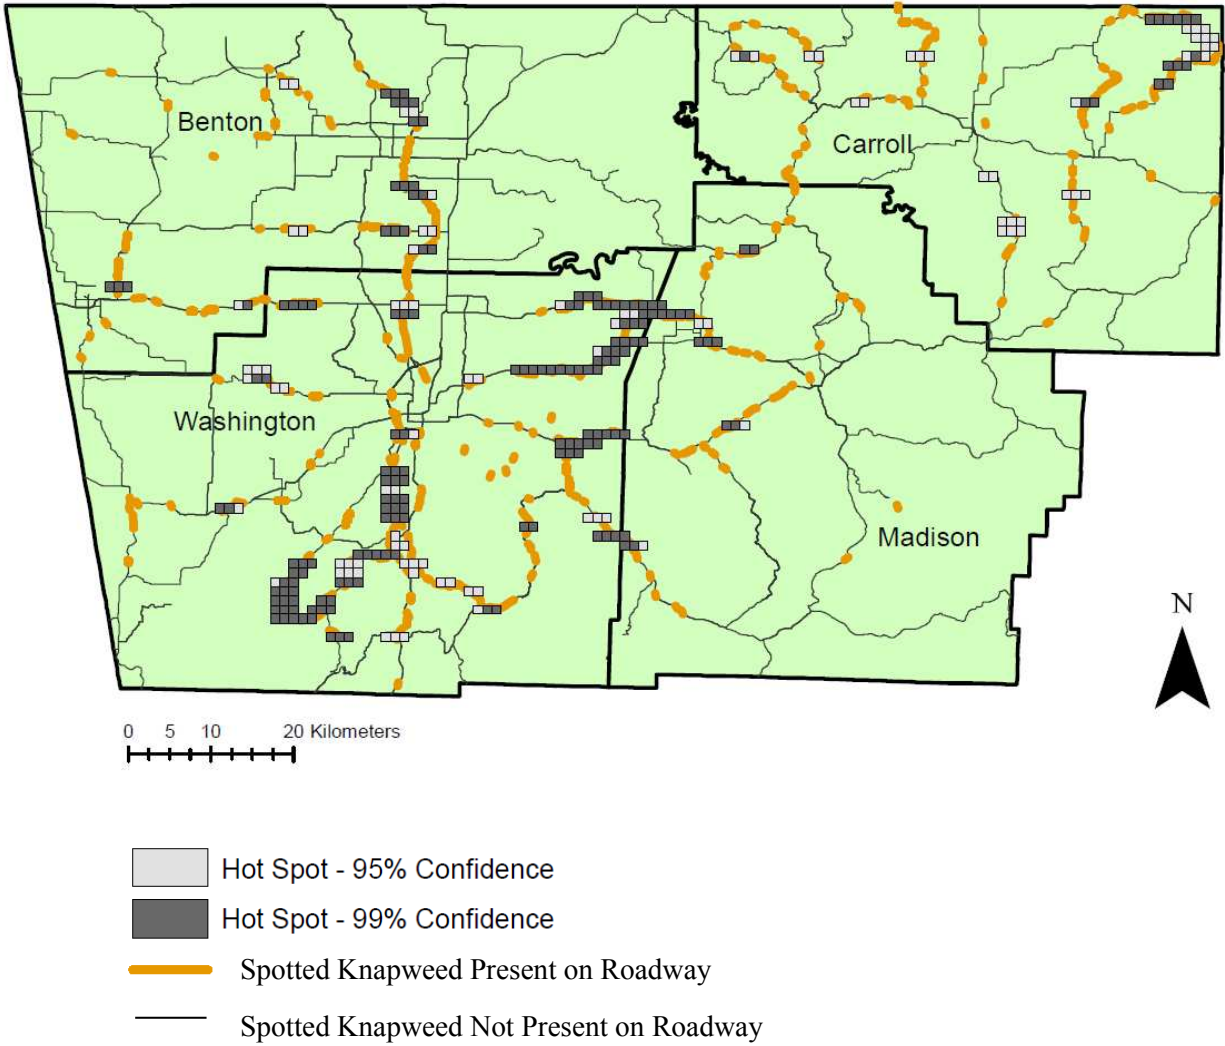 Benton
Carroll
Washington
Madison
N
0 5 10 20 Kilometers
Hot Spot - 95% Confidence
Hot Spot - 99% Confidence
Spotted Knapweed Present on Roadway
Spotted Knapweed Not Present on Roadway